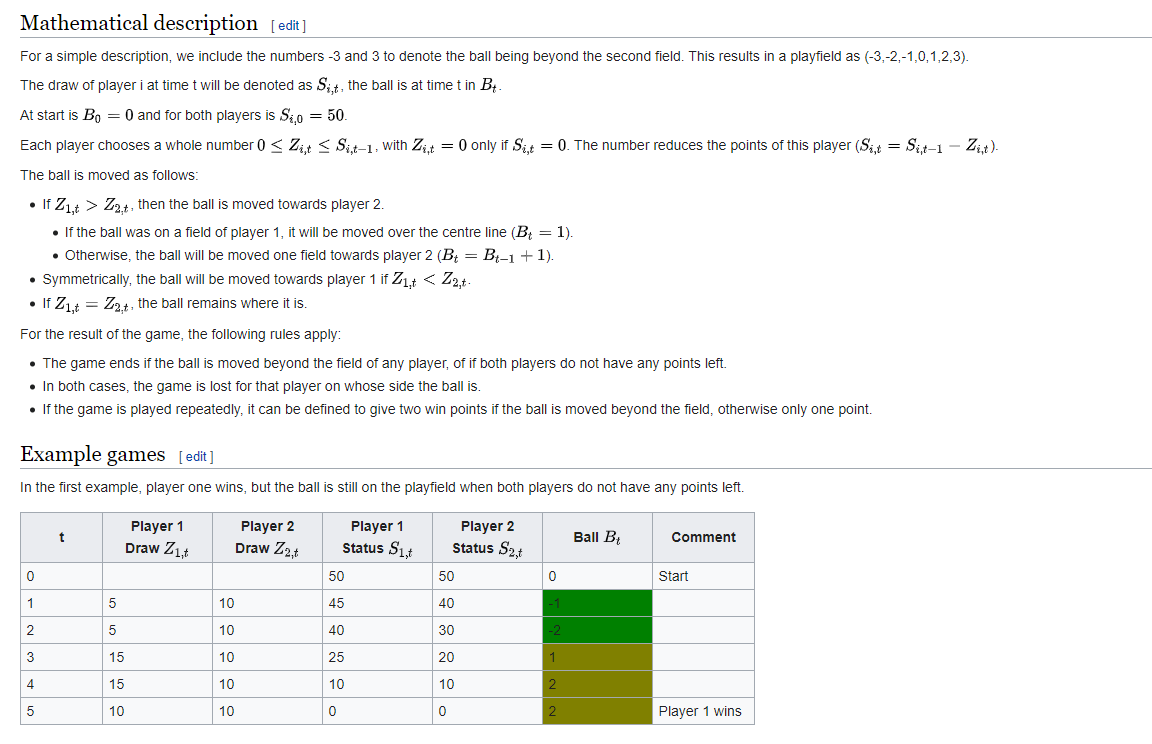 Mathematical description [ edit ]
For a simple description, we include the numbers -3 and 3 to denote the ball being beyond the second field. This results in a playfield as (-3,-2,-1,0,1,2,3).
The draw of player i at time t will be denoted as S_{i,t}, the ball is at time t in B_t.
At start is B_0 = 0 and for both players is S_{i,0} = 50.
Each player chooses a whole number 0 ≤ Z_{i,t} ≤ S_{i,t−1}, with Z_{i,t} = 0 only if S_{i,t} = 0. The number reduces the points of this player (S_{i,t} = S_{i,t−1} − Z_{i,t}).
The ball is moved as follows:
• If Z_{1,t} > Z_{2,t}, then the ball is moved towards player 2.
• If the ball was on a field of player 1, it will be moved over the centre line (B_t = 1).
• Otherwise, the ball will be moved one field towards player 2 (B_t = B_{t−1} + 1).
• Symmetrically, the ball will be moved towards player 1 if Z_{1,t} < Z_{2,t}.
• If Z_{1,t} = Z_{2,t}, the ball remains where it is.
For the result of the game, the following rules apply:
• The game ends if the ball is moved beyond the field of any player, of if both players do not have any points left.
• In both cases, the game is lost for that player on whose side the ball is.
• If the game is played repeatedly, it can be defined to give two win points if the ball is moved beyond the field, otherwise only one point.
Example games [ edit ]
In the first example, player one wins, but the ball is still on the playfield when both players do not have any points left.
t Player 1 Draw Z_{1,t} Player 2 Draw Z_{2,t} Player 1 Status S_{1,t} Player 2 Status S_{2,t} Ball B_t Comment
0 50 50 0 Start
1 5 10 45 40 -1
2 5 10 40 30 -2
3 15 10 25 20 1
4 15 10 10 10 2
5 10 10 0 0 2 Player 1 wins